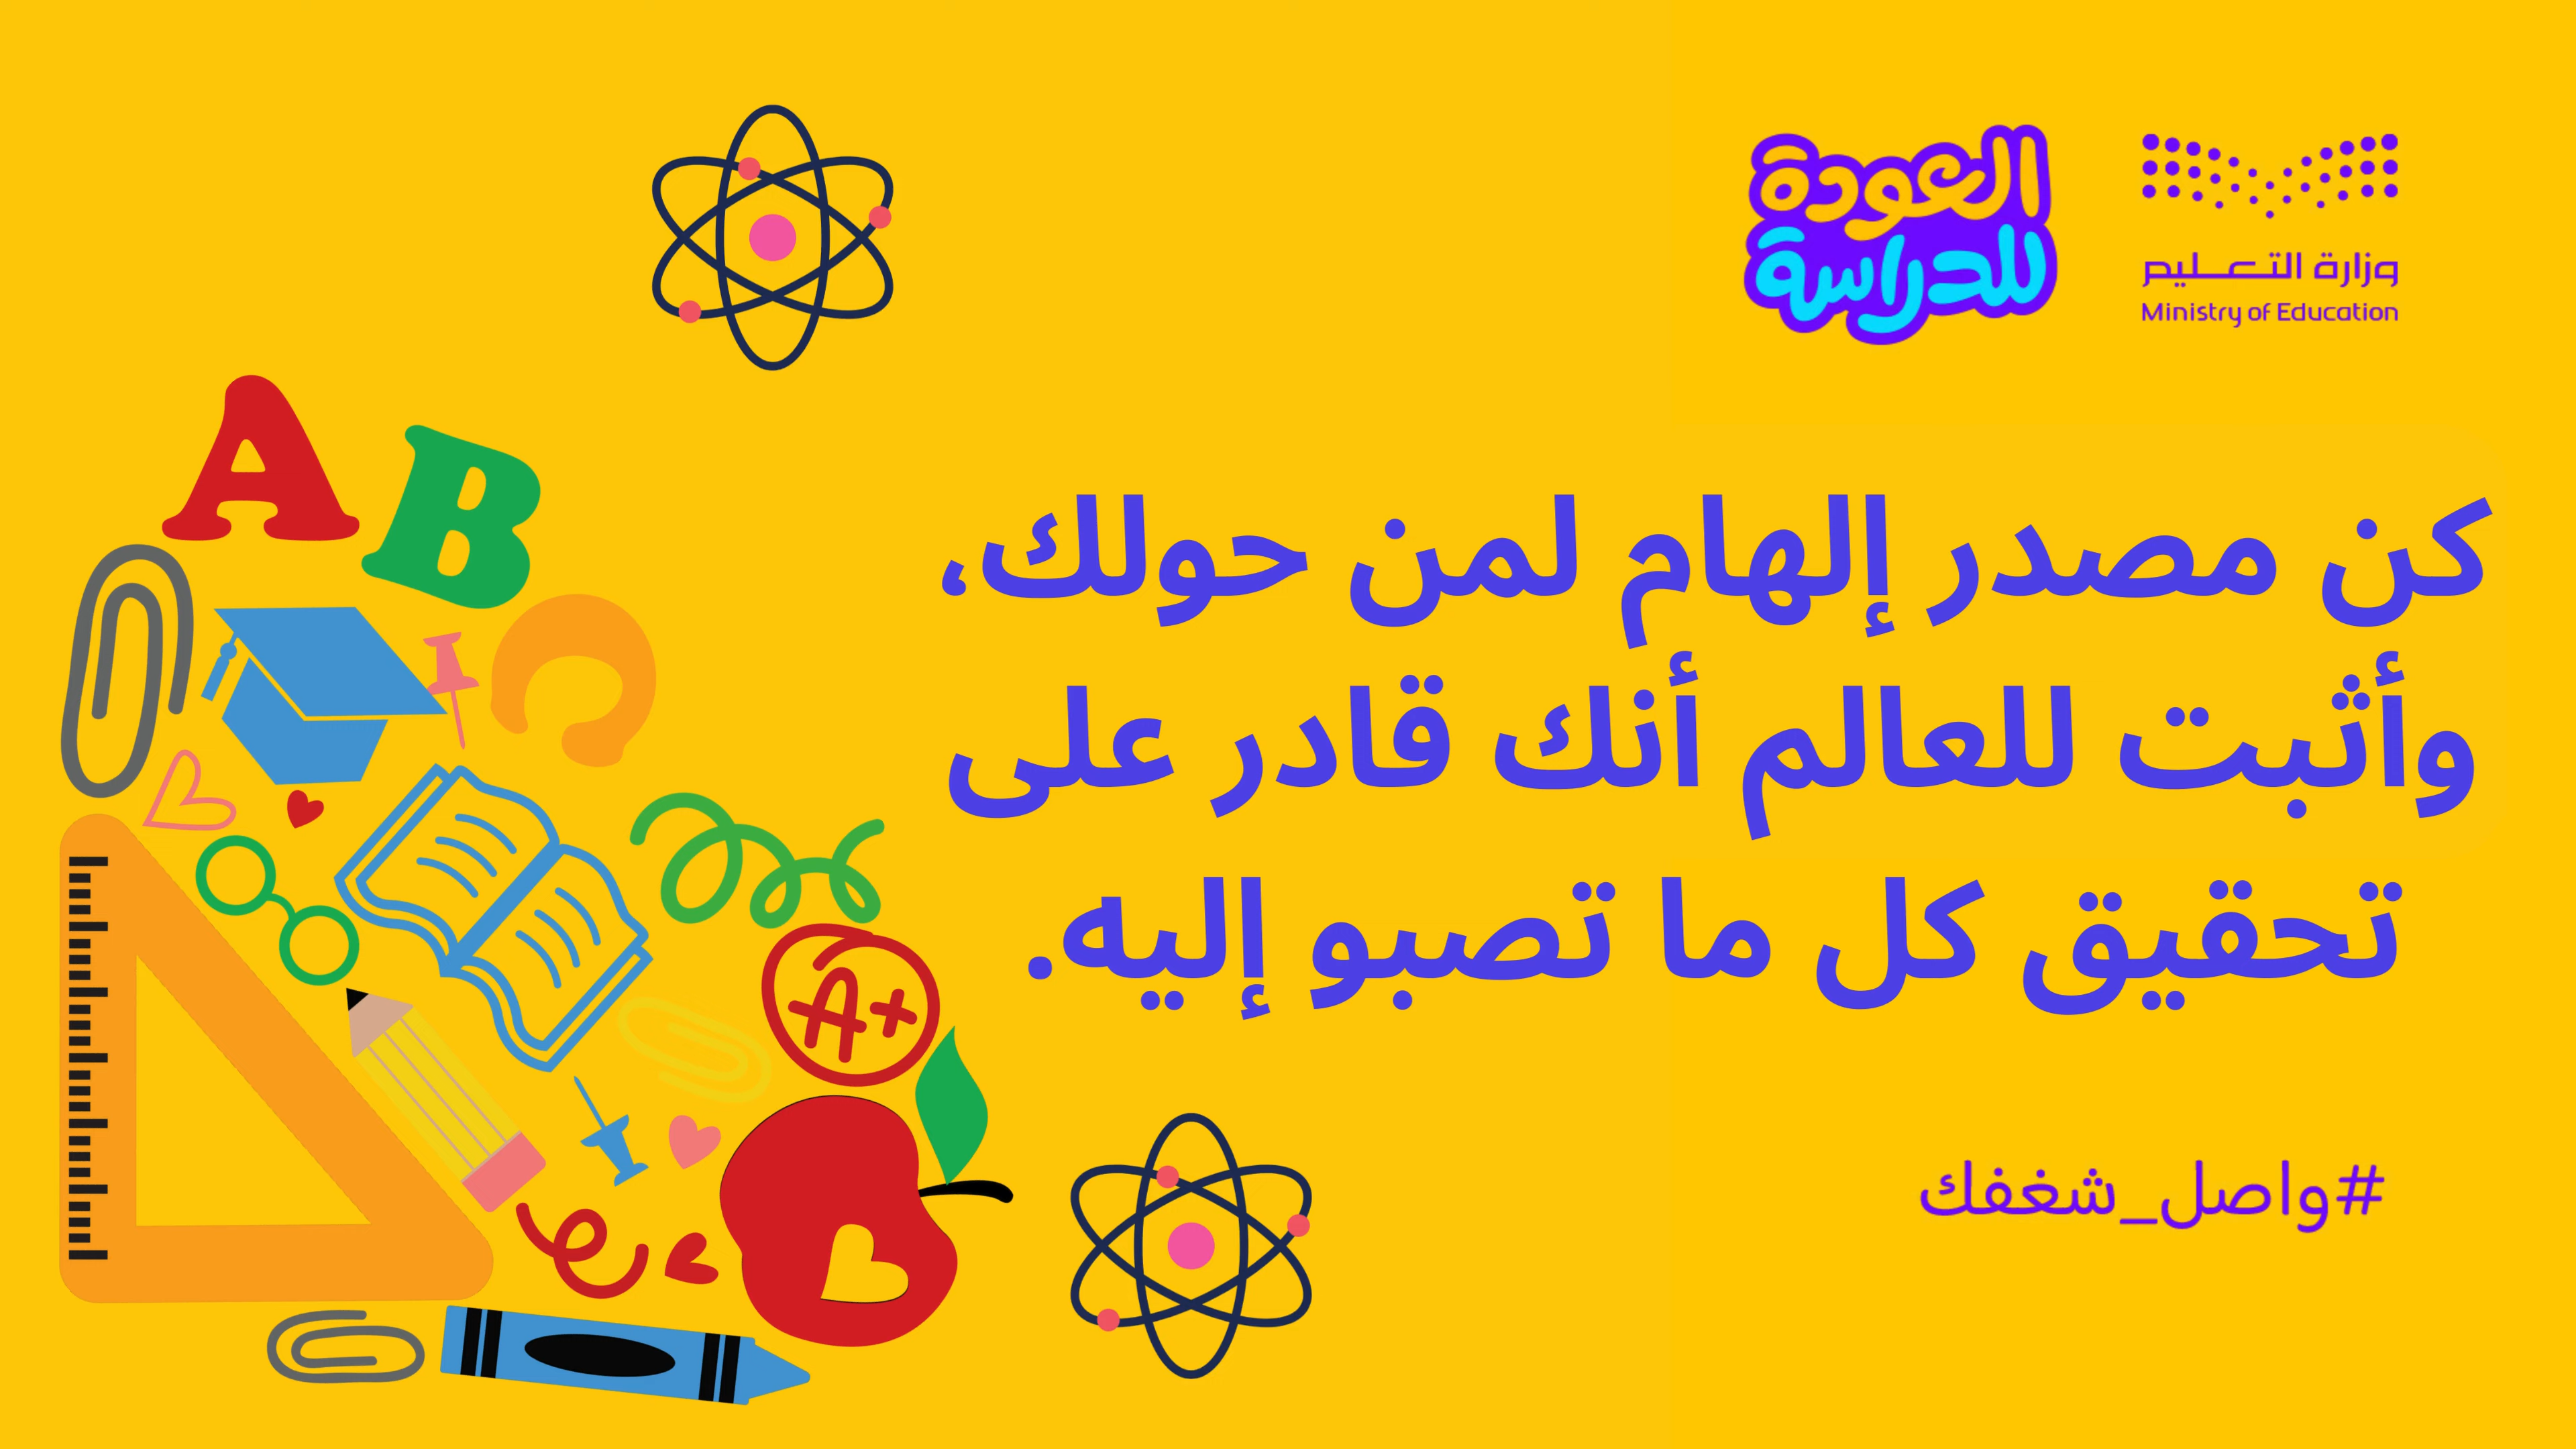 العودة
للدراسة
وزارة التعليم
Ministry of Education
كن مصدر إلهام لمن حولك،
وأثبت للعالم أنك قادر على
تحقيق كل ما تصبو إليه.
#واصل_شغفك
A
B
C
A+